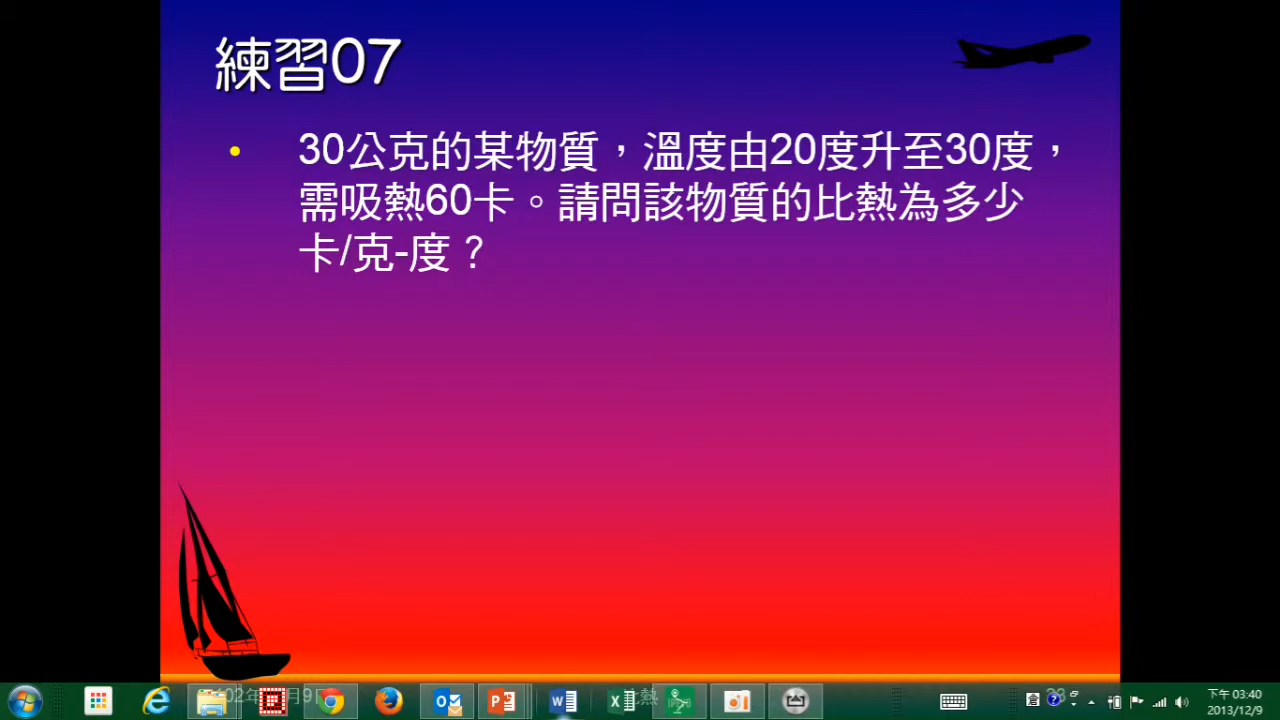 練習07
• 30公克的某物質，溫度由20度升至30度，
需吸熱60卡。請問該物質的比熱為多少
卡/克-度？
下午 03:40
2013/12/9